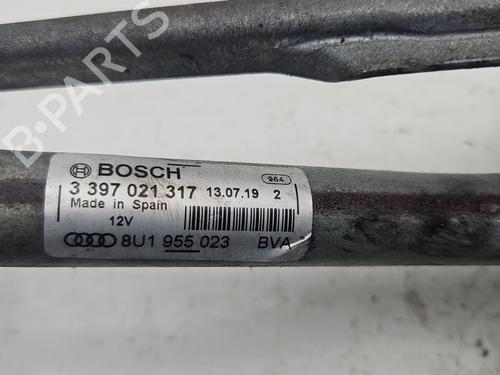 BOSCH 964
3 397 021 317 13.07.19 2
Made in Spain
12V
8U1 955 023 BVA
B-PARTS